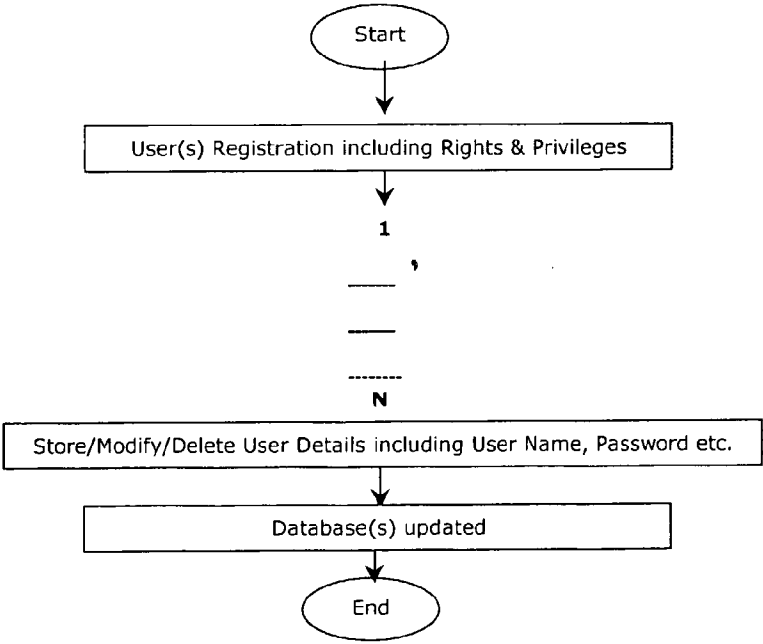 Start
User(s) Registration including Rights & Privileges
1
N
Store/Modify/Delete User Details including User Name, Password etc.
Database(s) updated
End